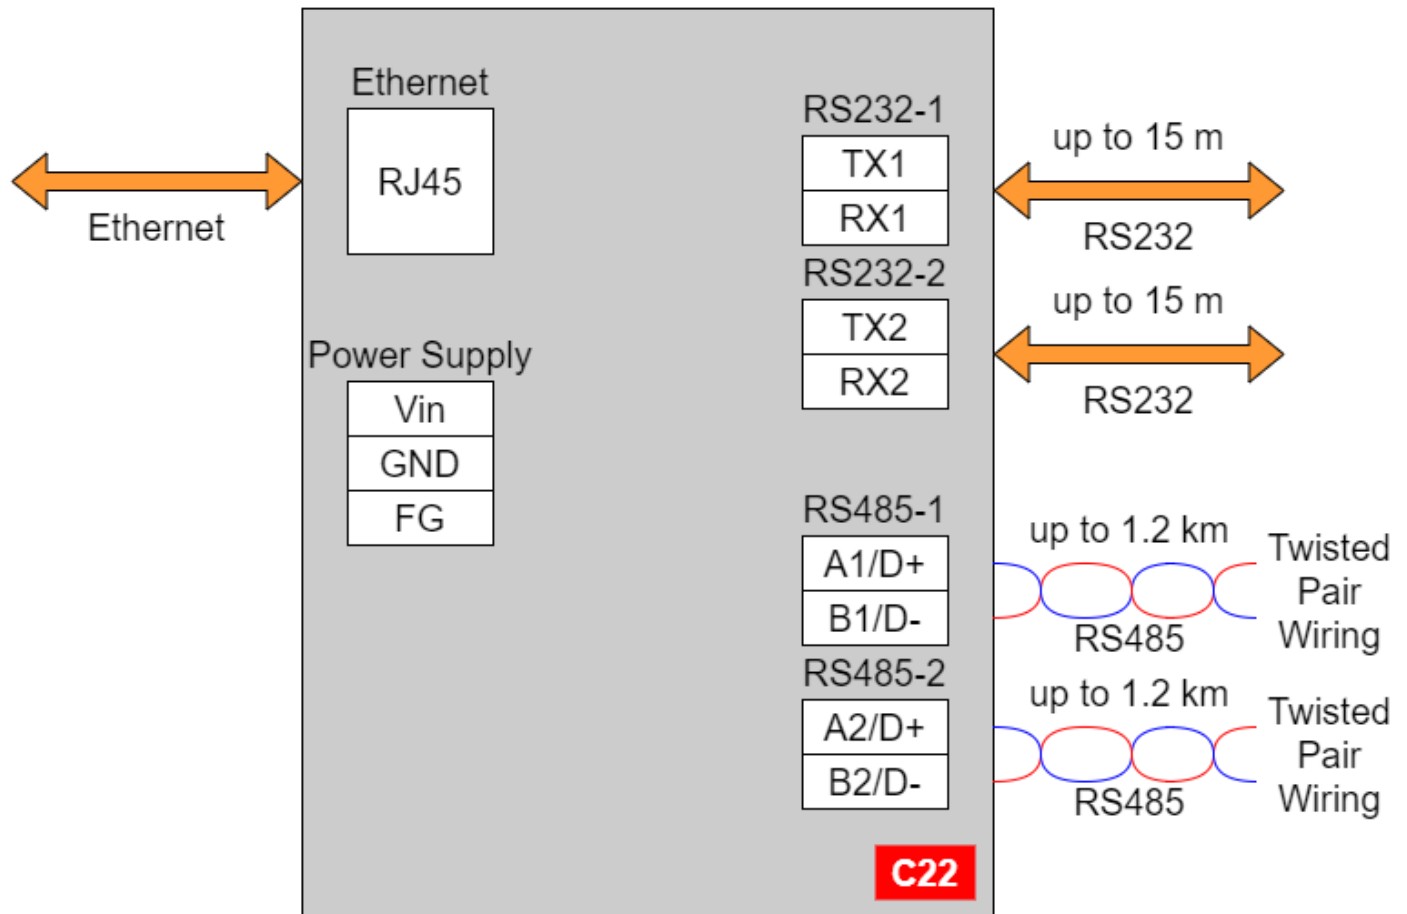 Ethernet
RJ45
Ethernet
Power Supply
Vin
GND
FG
RS232-1
TX1
RX1
up to 15 m
RS232
RS232-2
TX2
RX2
up to 15 m
RS232
RS485-1
A1/D+
B1/D-
up to 1.2 km
RS485
Twisted
Pair
Wiring
RS485-2
A2/D+
B2/D-
up to 1.2 km
RS485
Twisted
Pair
Wiring
C22